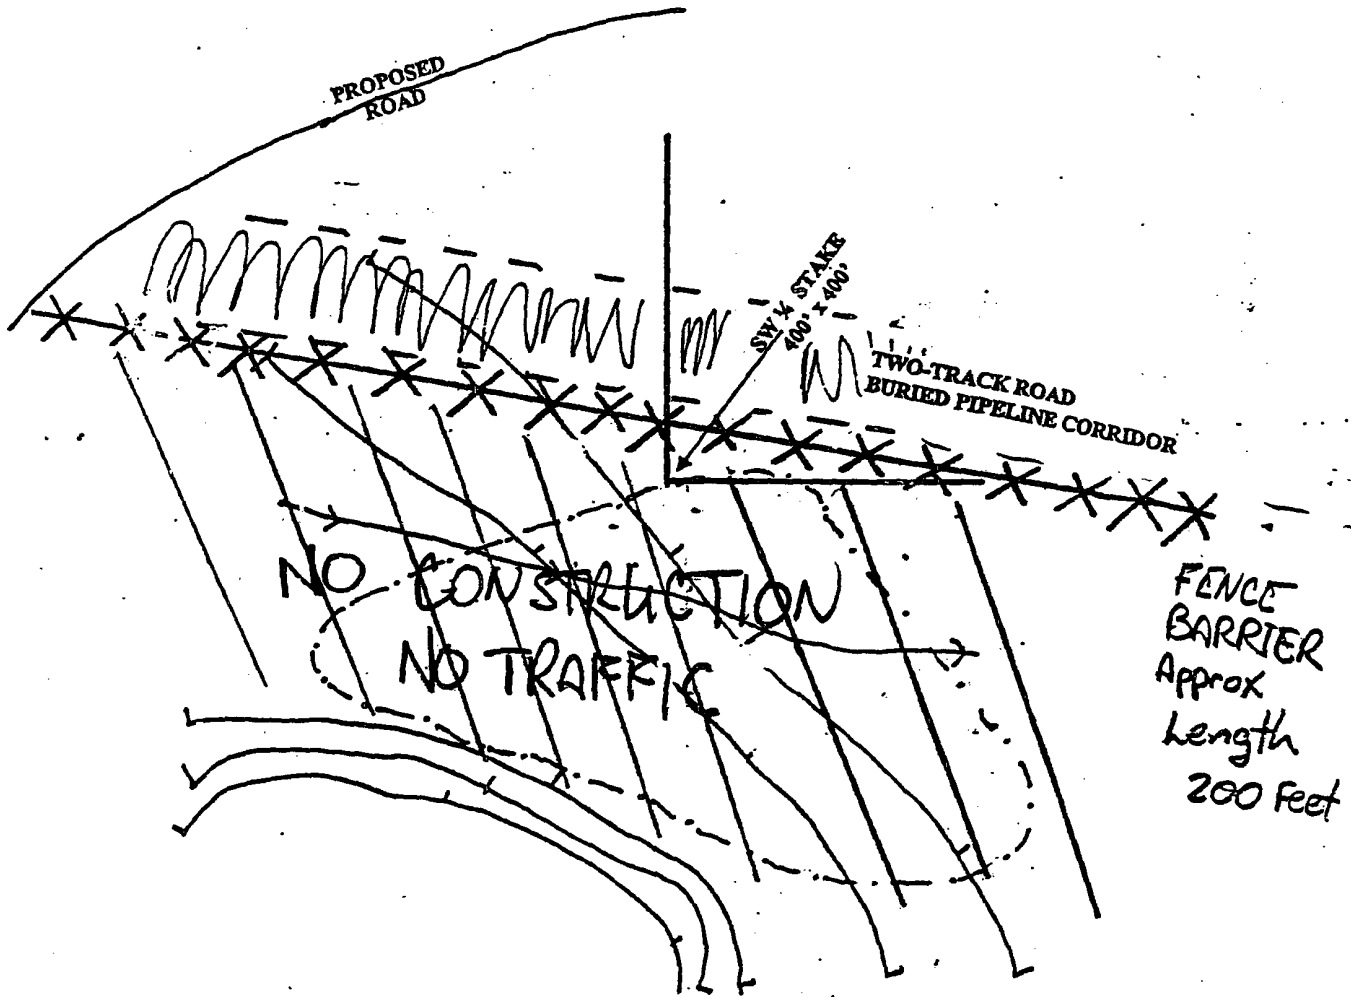 PROPOSED
ROAD
SW ¼ STAKE
400' x 400'
TWO-TRACK ROAD
BURIED PIPELINE CORRIDOR
NO CONSTRUCTION
NO TRAFFIC
FENCE
BARRIER
Approx
Length
200 Feet